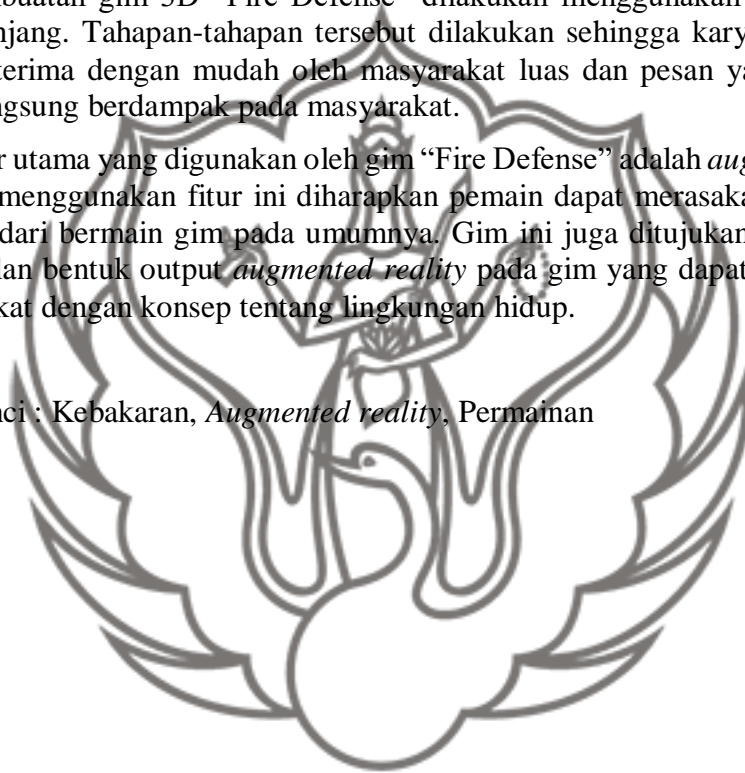 buatan gim 3D “Fire Defense” dilakukan menggunakan
njang. Tahapan-tahapan tersebut dilakukan sehingga kary
terima dengan mudah oleh masyarakat luas dan pesan ya
ngsung berdampak pada masyarakat.
r utama yang digunakan oleh gim “Fire Defense” adalah aug
menggunakan fitur ini diharapkan pemain dapat merasaka
dari bermain gim pada umumnya. Gim ini juga ditujukan
lan bentuk output augmented reality pada gim yang dapat
kat dengan konsep tentang lingkungan hidup.
nci : Kebakaran, Augmented reality, Permainan